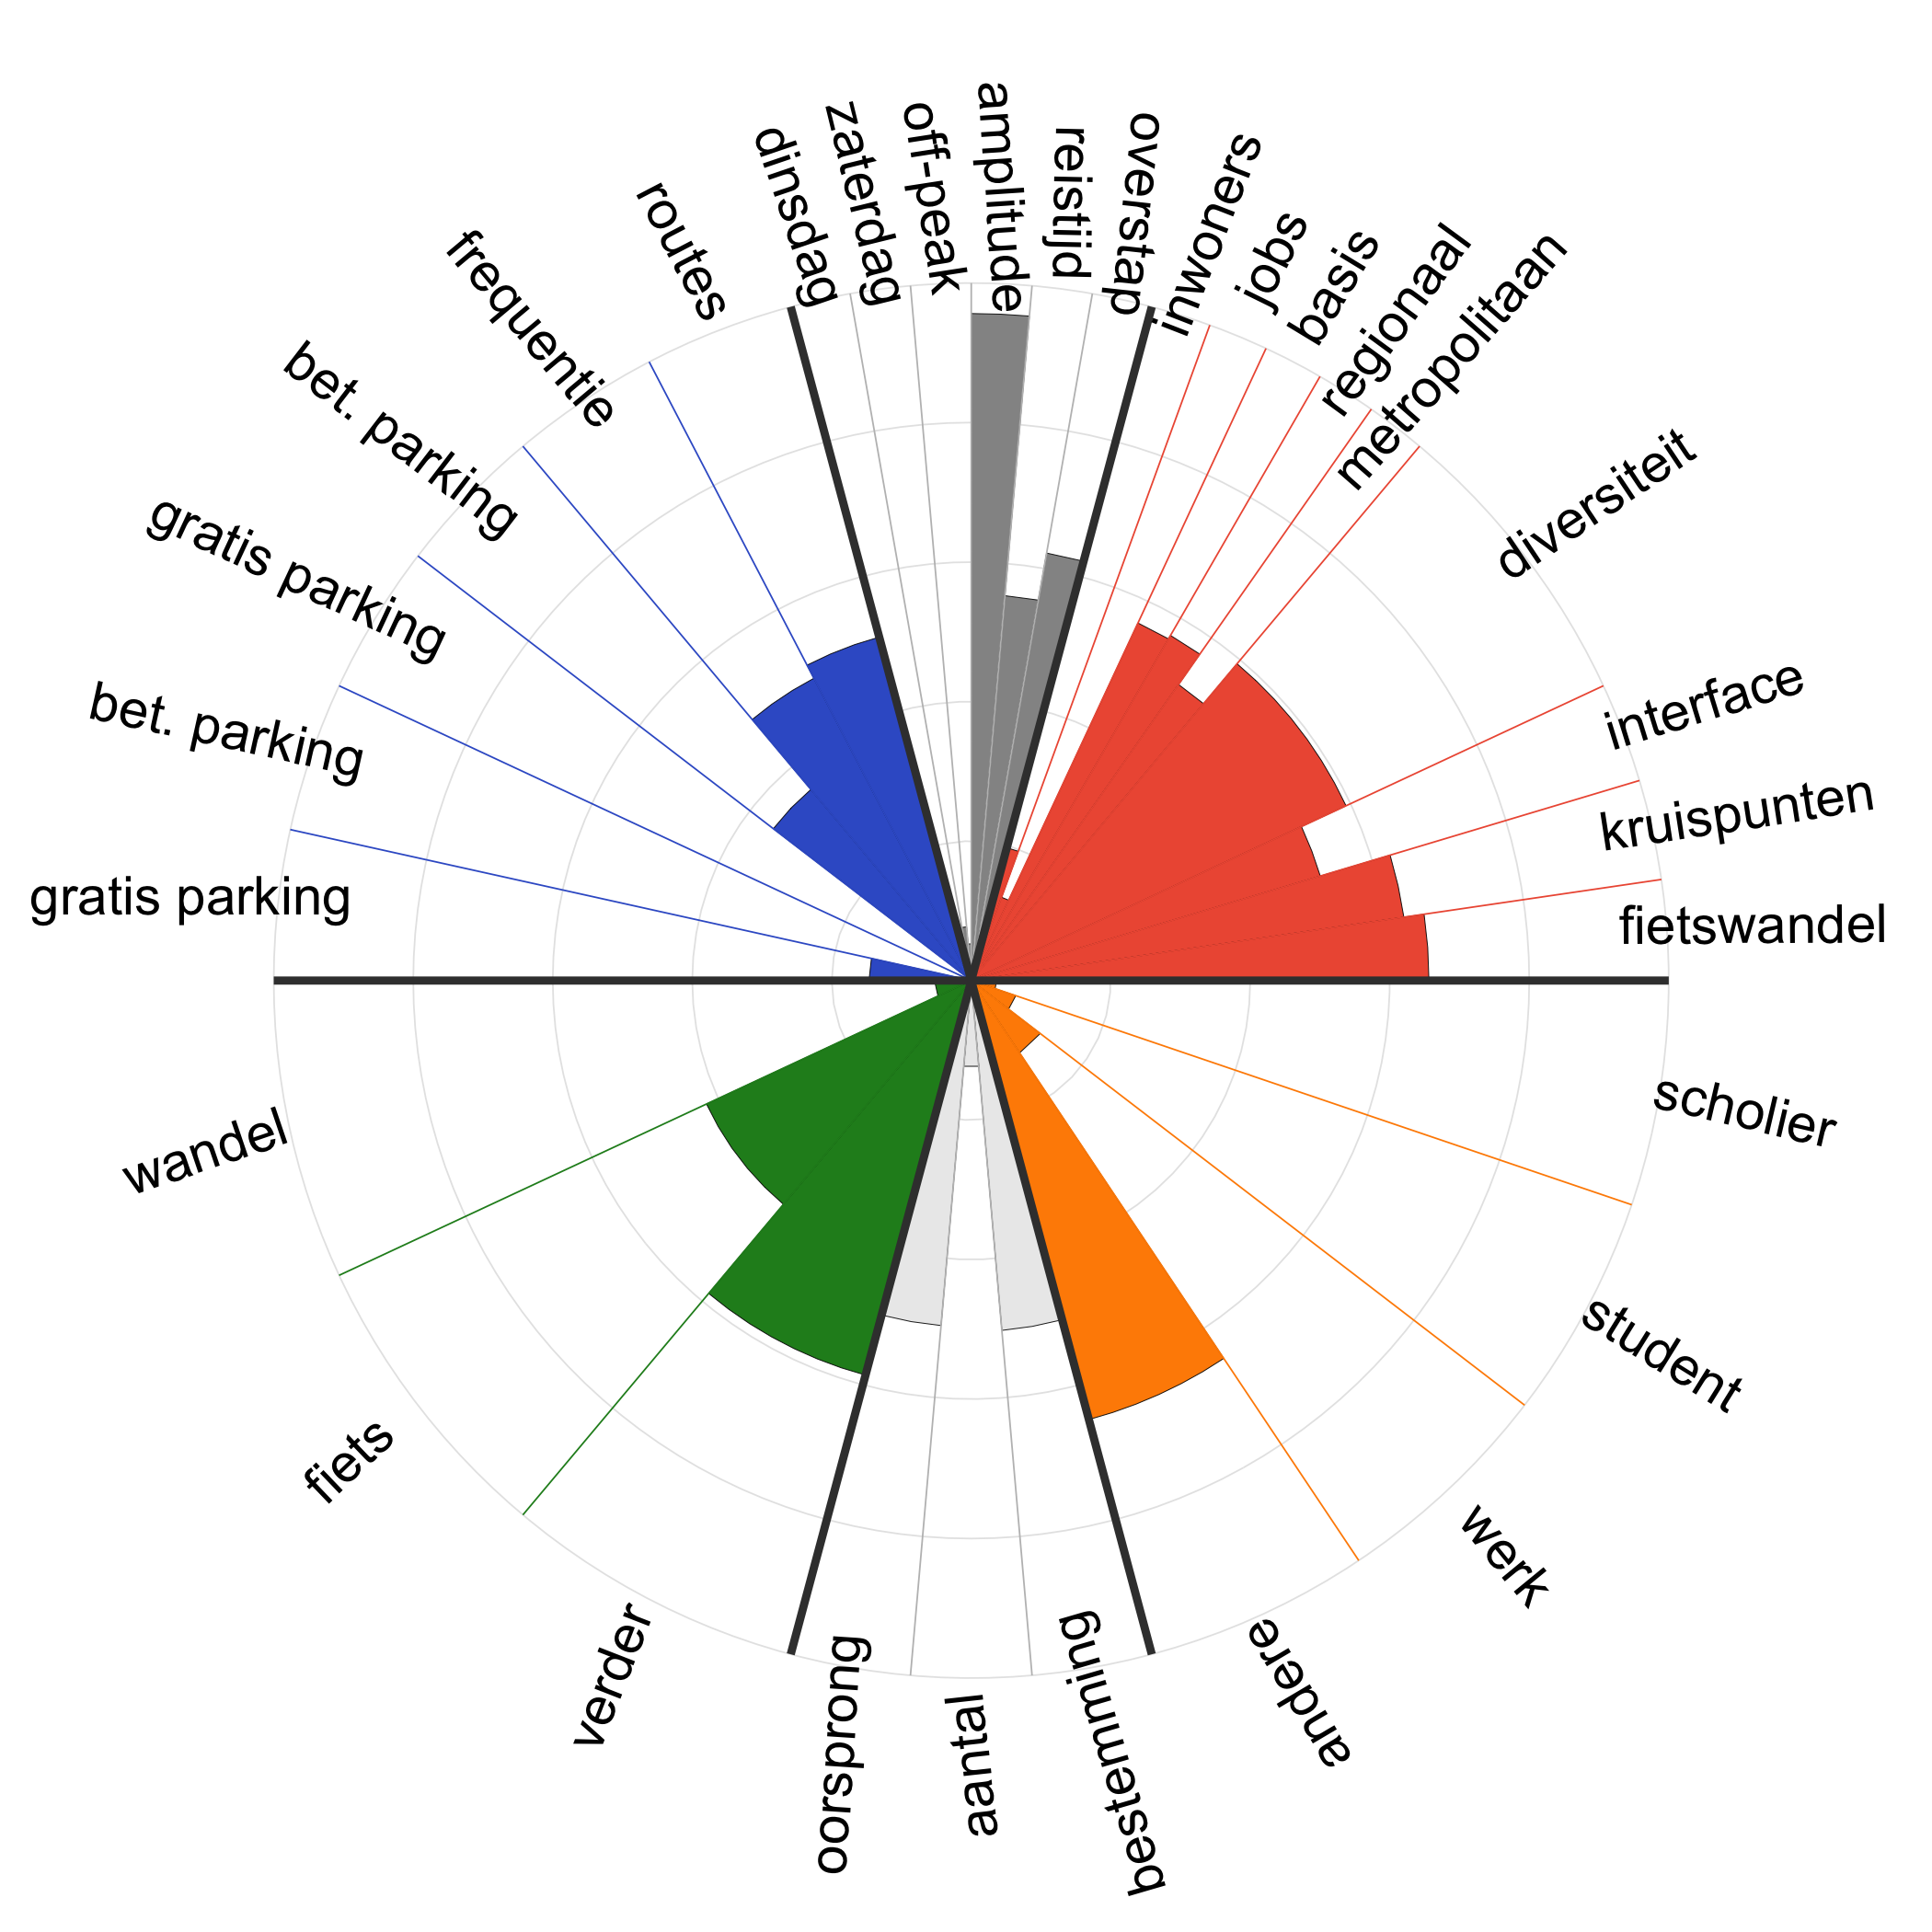 dinsdag
zaterdag
off-peak
amplitude
reistijd
overstap
inwoners
jobs
basis
regionaal
metropolitaan
diversiteit
interface
kruispunten
fietswandel
scholier
student
werk
andere
bestemming
aantal
oorsprong
verder
fiets
wandel
gratis parking
bet. parking
gratis parking
bet. parking
frequentie
routes